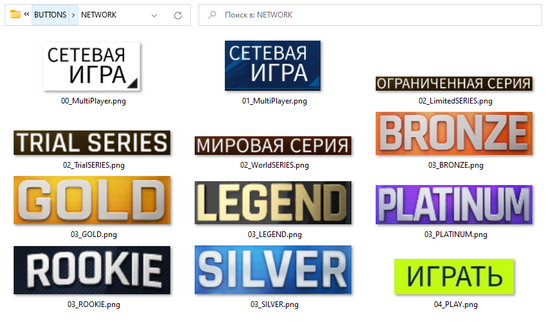 BUTTONS > NETWORK
Поиск в: NETWORK
СЕТЕВАЯ
ИГРА
00_MultiPlayer.png
СЕТЕВАЯ
ИГРА
01_MultiPlayer.png
ОГРАНИЧЕННАЯ СЕРИЯ
02_LimitedSERIES.png
TRIAL SERIES
02_TrialSERIES.png
МИРОВАЯ СЕРИЯ
02_WorldSERIES.png
BRONZE
03_BRONZE.png
GOLD
03_GOLD.png
LEGEND
03_LEGEND.png
PLATINUM
03_PLATINUM.png
ROOKIE
03_ROOKIE.png
SILVER
03_SILVER.png
ИГРАТЬ
04_PLAY.png